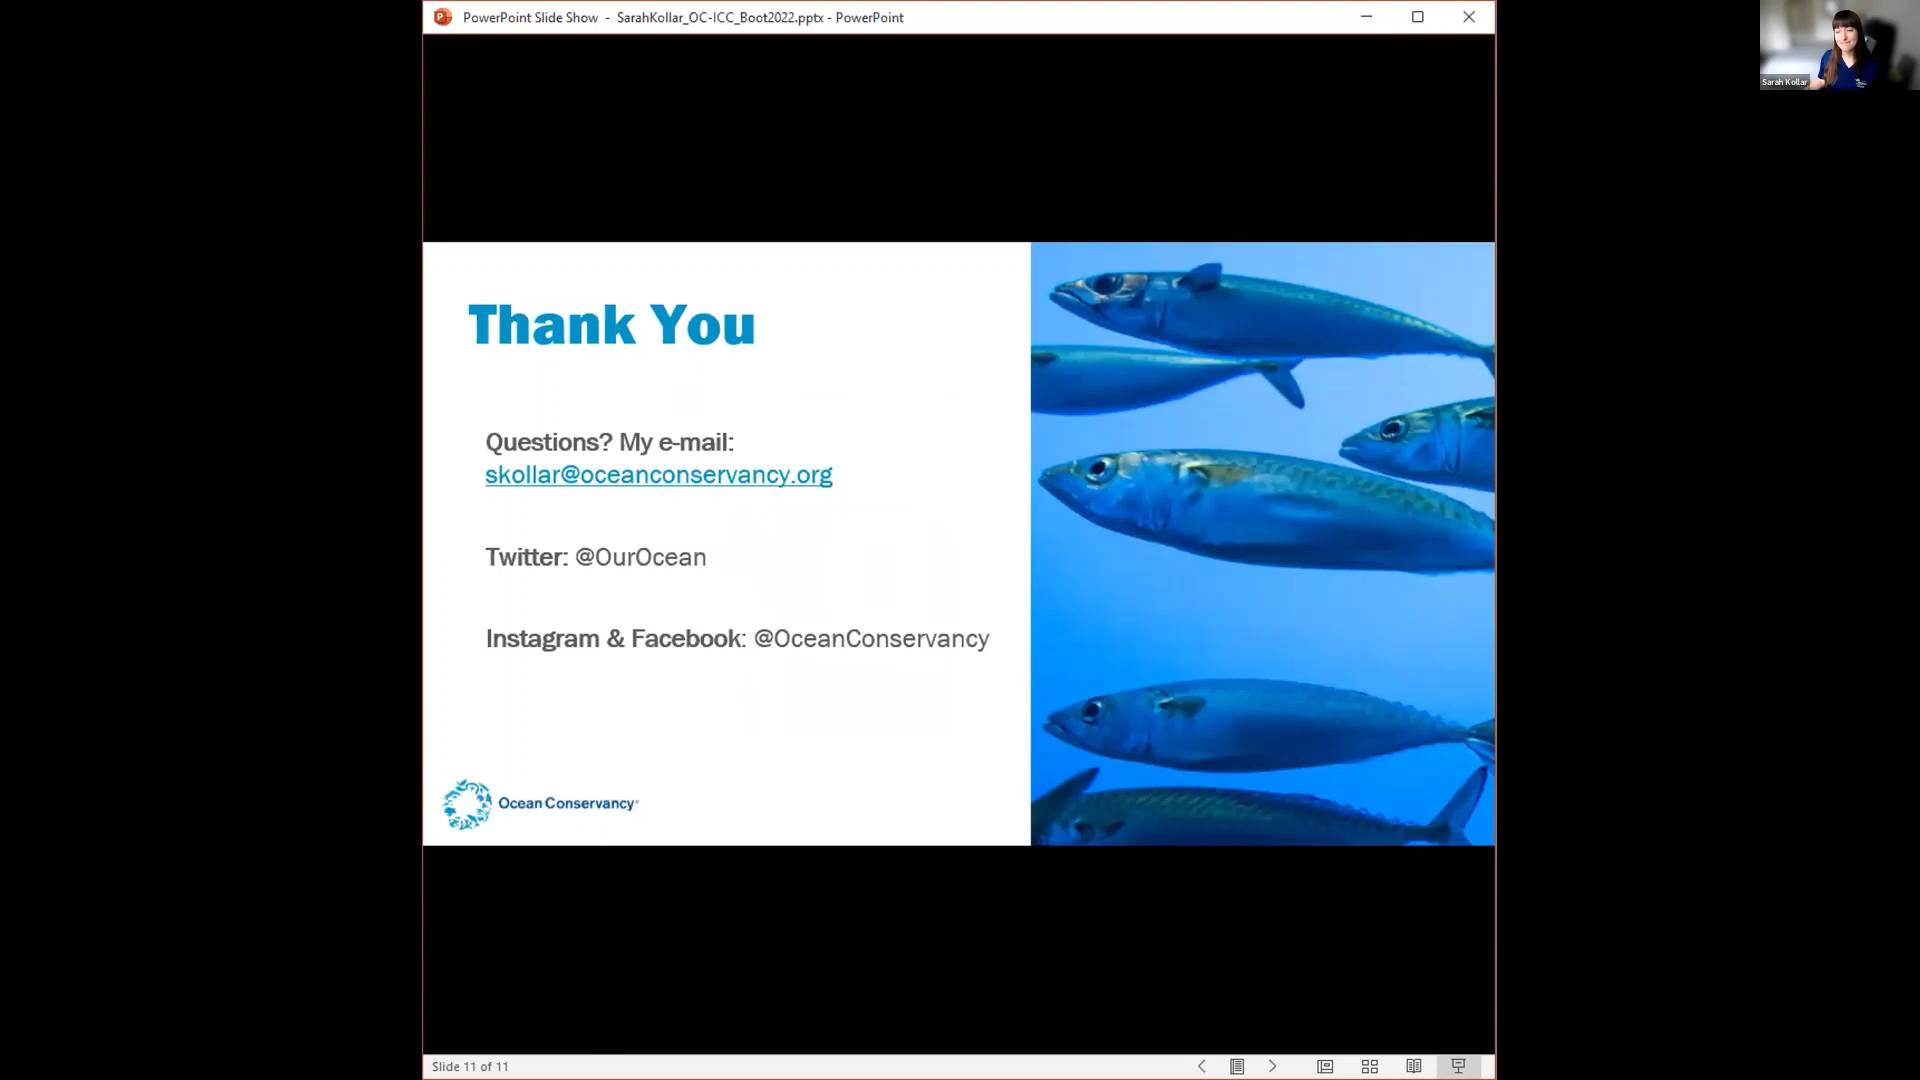 PowerPoint Slide Show - SarahKollar_OC-ICC_Boot2022.pptx - PowerPoint
Sarah Kollar
Thank You
Questions? My e-mail:
skollar@oceanconservancy.org
Twitter: @OurOcean
Instagram & Facebook: @OceanConservancy
Ocean Conservancy
Slide 11 of 11